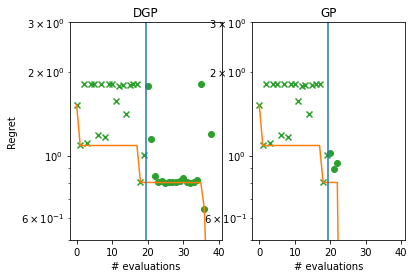 DGP
GP
3 × 10⁰
2 × 10⁰
10⁰
6 × 10⁻¹
3 × 10⁰
2 × 10⁰
10⁰
6 × 10⁻¹
Regret
0 10 20 30 40
0 10 20 30 40
# evaluations
# evaluations